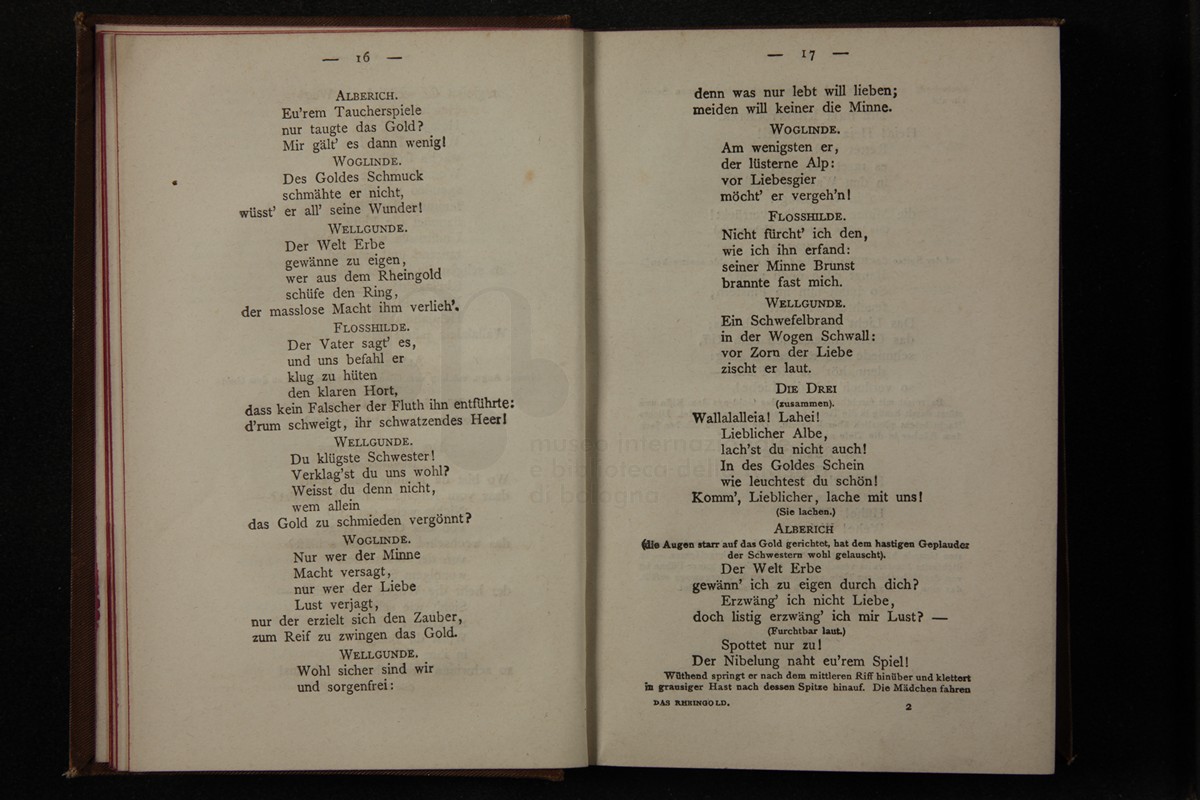 — 16 —
ALBERICH.
Eu'rem Taucherspiele
nur taugte das Gold?
Mir gält' es dann wenig!
WOGLINDE.
Des Goldes Schmuck
schmähte er nicht,
wüsst' er all' seine Wunder!
WELLGUNDE.
Der Welt Erbe
gewänne zu eigen,
wer aus dem Rheingold
schüfe den Ring,
der masslose Macht ihm verlieh'.
FLOSSHILDE.
Der Vater sagt' es,
und uns befahl er
klug zu hüten
den klaren Hort,
dass kein Falscher der Fluth ihn entführte:
d'rum schweigt, ihr schwatzendes Heer!
WELLGUNDE.
Du klügste Schwester!
Verklag'st du uns wohl?
Weisst du denn nicht,
wem allein
das Gold zu schmieden vergönnt?
WOGLINDE.
Nur wer der Minne
Macht versagt,
nur wer der Liebe
Lust verjagt,
nur der erzielt sich den Zauber,
zum Reif zu zwingen das Gold.
WELLGUNDE.
Wohl sicher sind wir
und sorgenfrei:
— 17 —
denn was nur lebt will lieben;
meiden will keiner die Minne.
WOGLINDE.
Am wenigsten er,
der lüsterne Alp:
vor Liebesgier
möcht' er vergeh'n!
FLOSSHILDE.
Nicht fürcht' ich den,
wie ich ihn erfand:
seiner Minne Brunst
brannte fast mich.
WELLGUNDE.
Ein Schwefelbrand
in der Wogen Schwall:
vor Zorn der Liebe
zischt er laut.
DIE DREI
(zusammen).
Wallalalleia! Lahei!
Lieblicher Albe,
lach'st du nicht auch!
In des Goldes Schein
wie leuchtest du schön!
Komm', Lieblicher, lache mit uns!
(Sie lachen.)
ALBERICH
(die Augen starr auf das Gold gerichtet, hat dem hastigen Geplauder
der Schwestern wohl gelauscht).
Der Welt Erbe
gewänn' ich zu eigen durch dich?
Erzwäng' ich nicht Liebe,
doch listig erzwäng' ich mir Lust? —
(Furchtbar laut.)
Spottet nur zu!
Der Nibelung naht eu'rem Spiel!
Wüthend springt er nach dem mittleren Riff hinüber und klettert
in grausiger Hast nach dessen Spitze hinauf. Die Mädchen fahren
DAS RHEINGOLD. 2
museo internaz
e biblioteca dell
di bologna